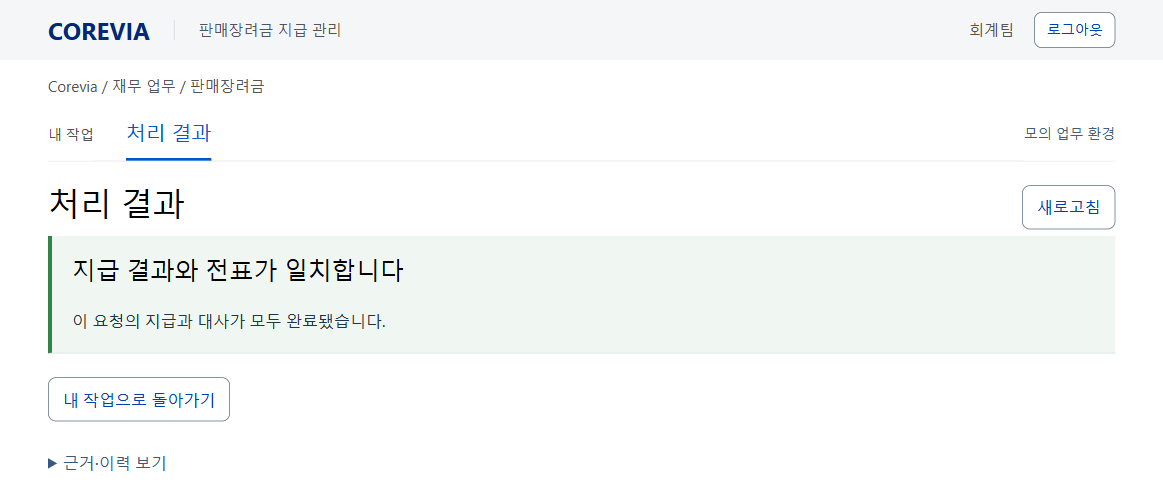 COREVIA
판매장려금 지급 관리
회계팀
로그아웃
Corevia / 재무 업무 / 판매장려금
내 작업
처리 결과
모의 업무 환경
처리 결과
새로고침
지급 결과와 전표가 일치합니다
이 요청의 지급과 대사가 모두 완료됐습니다.
내 작업으로 돌아가기
▶ 근거·이력 보기